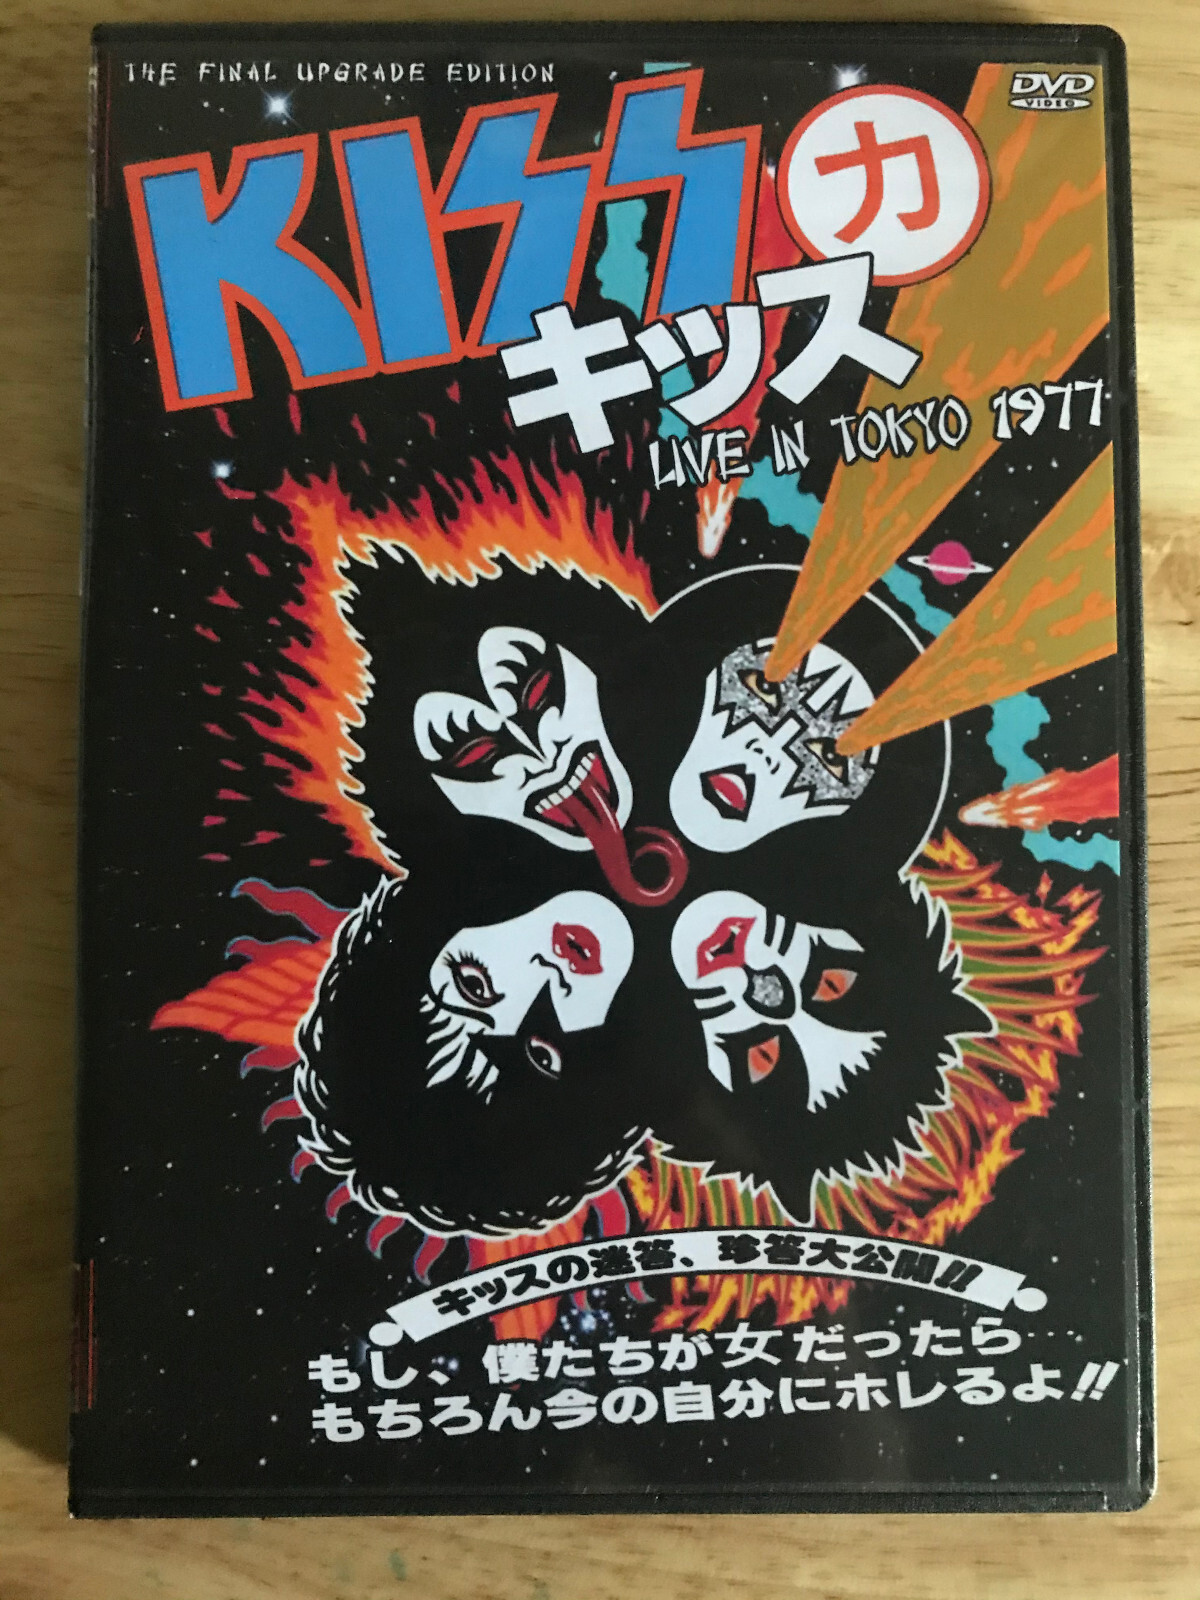 THE FINAL UPGRADE EDITION
DVD
VIDEO
KISS
力
キッス
LIVE IN TOKYO 1977
キッスの迷答、珍答大公開!!
もし、僕たちが女だったら…
もちろん今の自分にホレるよ!!